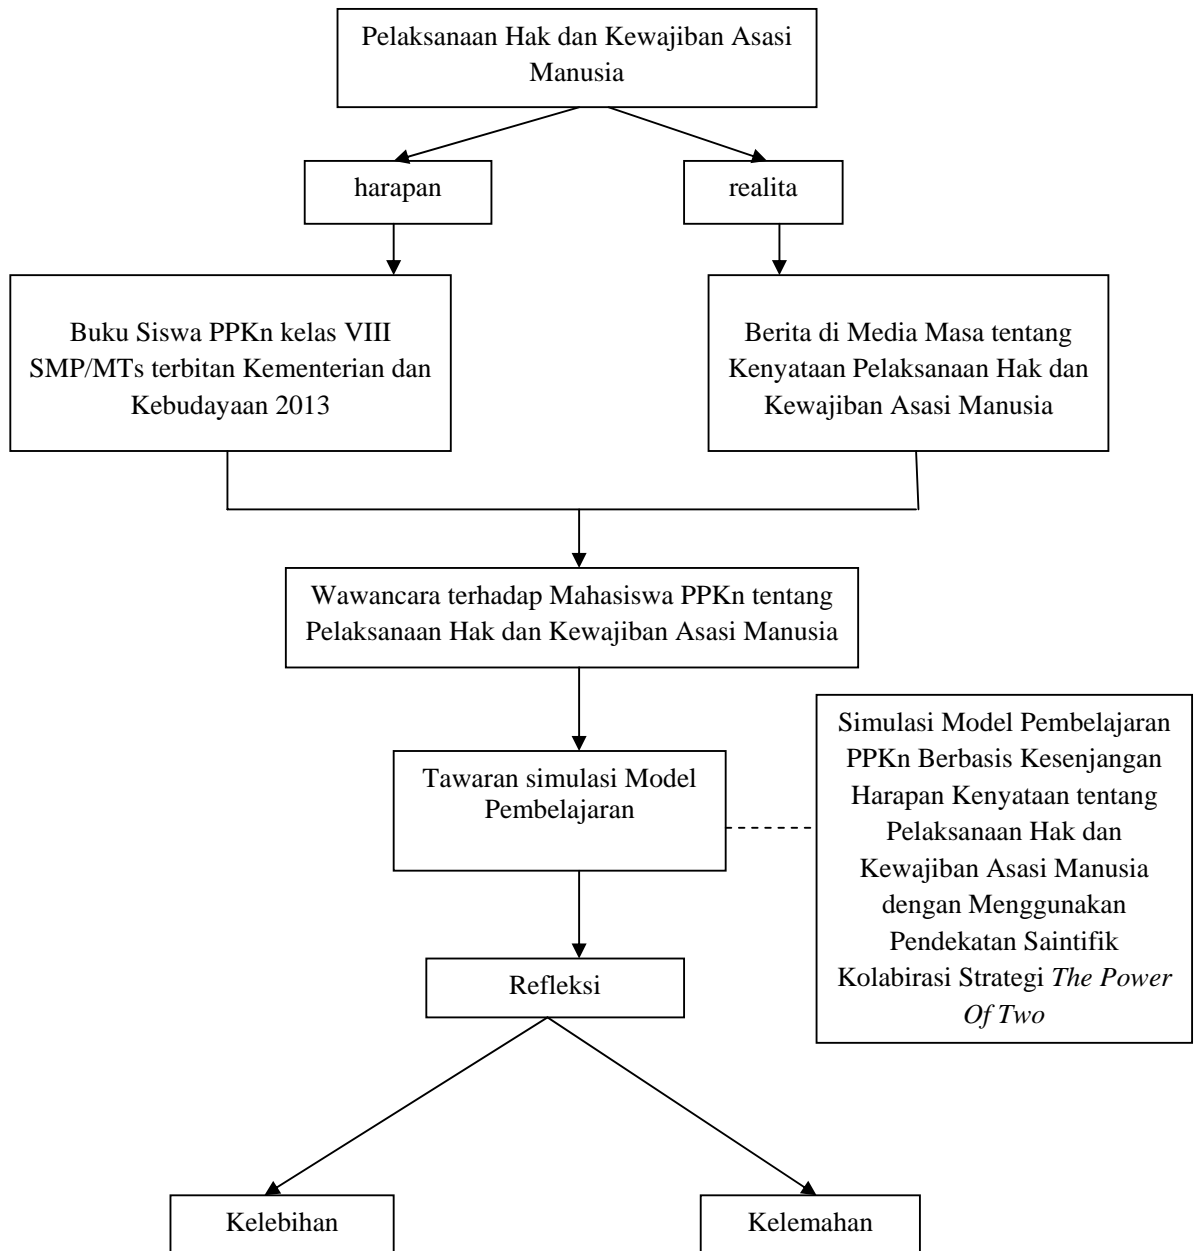 Pelaksanaan Hak dan Kewajiban Asasi
Manusia
harapan
realita
Buku Siswa PPKn kelas VIII
SMP/MTs terbitan Kementerian dan
Kebudayaan 2013
Berita di Media Masa tentang
Kenyataan Pelaksanaan Hak dan
Kewajiban Asasi Manusia
Wawancara terhadap Mahasiswa PPKn tentang
Pelaksanaan Hak dan Kewajiban Asasi Manusia
Tawaran simulasi Model
Pembelajaran
Simulasi Model Pembelajaran
PPKn Berbasis Kesenjangan
Harapan Kenyataan tentang
Pelaksanaan Hak dan
Kewajiban Asasi Manusia
dengan Menggunakan
Pendekatan Saintifik
Kolabirasi Strategi The Power
Of Two
Refleksi
Kelebihan
Kelemahan